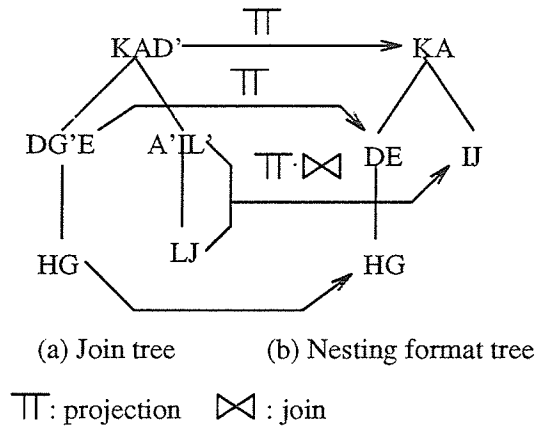 π
KAD' KA
π
DG'E A'IL' π·⋈ DE IJ
HG LJ HG
(a) Join tree (b) Nesting format tree
π: projection ⋈ : join